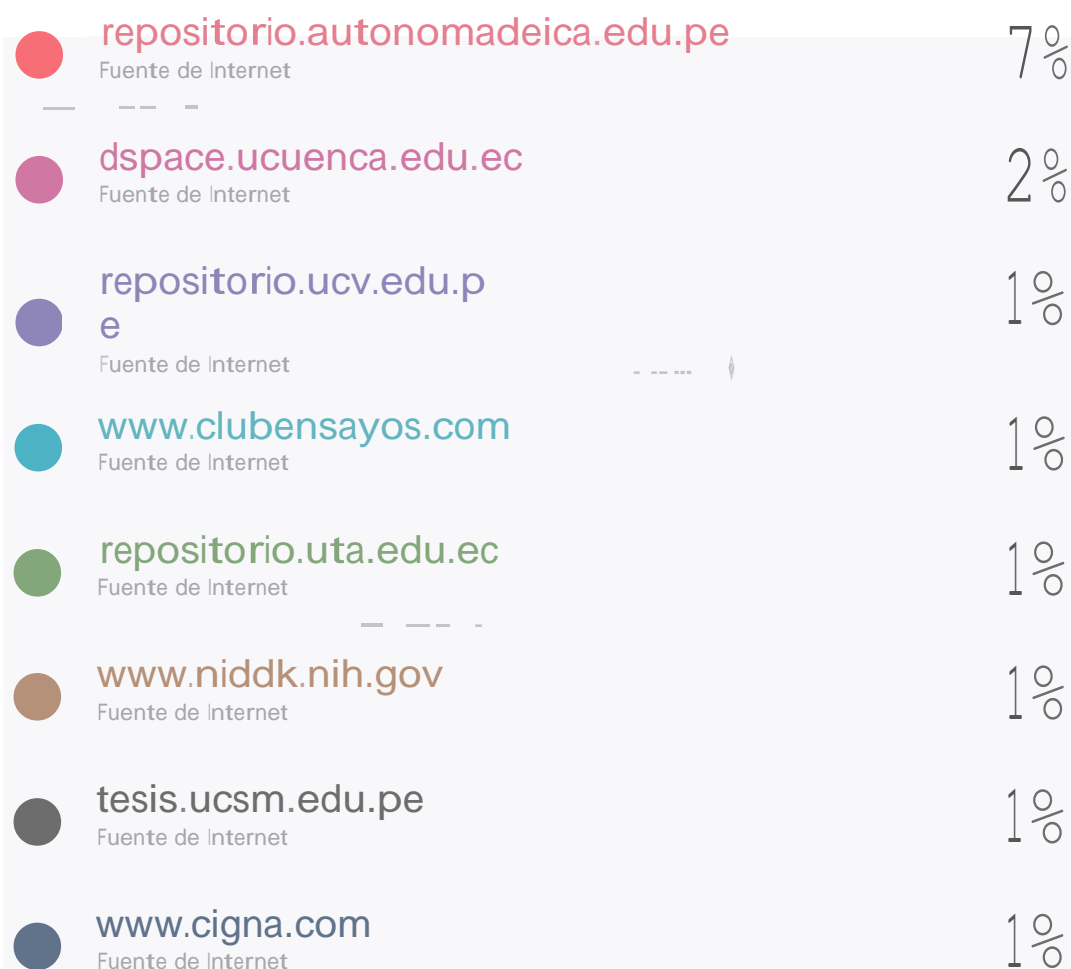 repositorio.autonomadeica.edu.pe
7%
Fuente de Internet
dspace.ucuenca.edu.ec
2%
Fuente de Internet
repositorio.ucv.edu.p
e
1%
Fuente de Internet
www.clubensayos.com
1%
Fuente de Internet
repositorio.uta.edu.ec
1%
Fuente de Internet
www.niddk.nih.gov
1%
Fuente de Internet
tesis.ucsm.edu.pe
1%
Fuente de Internet
www.cigna.com
1%
Fuente de Internet